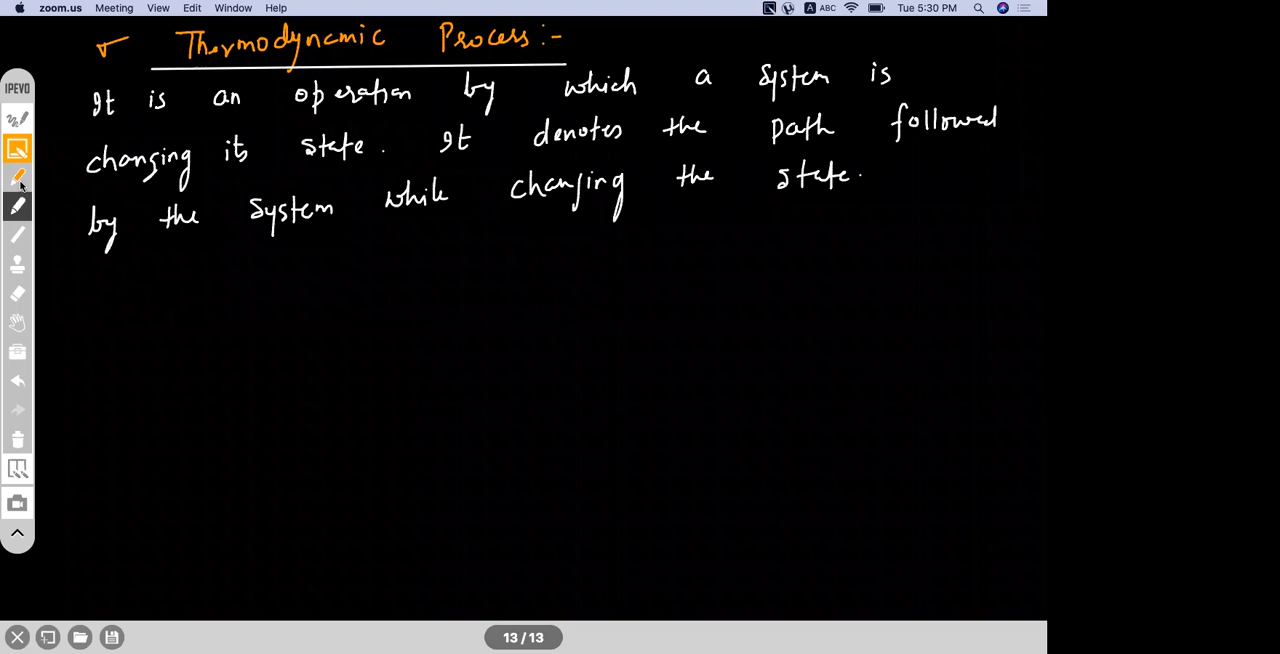 zoom.us Meeting View Edit Window Help A ABC Tue 5:30 PM
Thermodynamic Process :-
IPEVO
It is an operation by which a system is
changing its state. It denotes the path followed
by the system while changing the state.
13 / 13